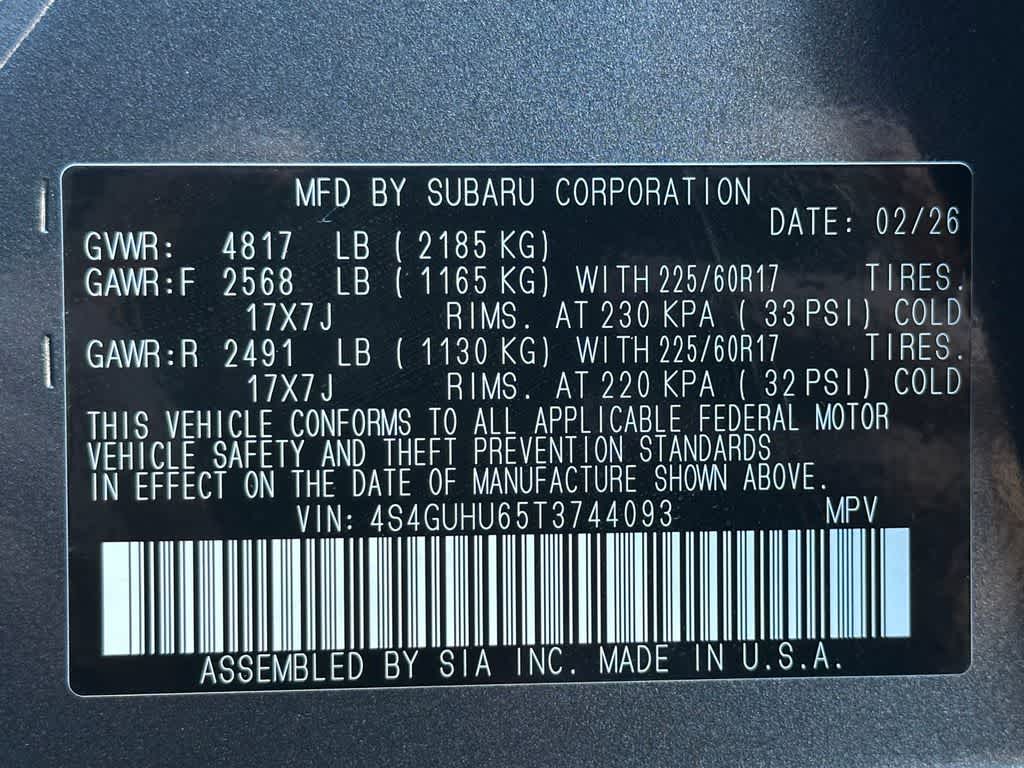 MFD BY SUBARU CORPORATION
DATE: 02/26
GVWR: 4817 LB ( 2185 KG)
GAWR:F 2568 LB ( 1165 KG) WITH 225/60R17 TIRES.
17X7J RIMS. AT 230 KPA ( 33 PSI) COLD
GAWR:R 2491 LB ( 1130 KG) WITH 225/60R17 TIRES.
17X7J RIMS. AT 220 KPA ( 32 PSI) COLD
THIS VEHICLE CONFORMS TO ALL APPLICABLE FEDERAL MOTOR
VEHICLE SAFETY AND THEFT PREVENTION STANDARDS
IN EFFECT ON THE DATE OF MANUFACTURE SHOWN ABOVE.
VIN: 4S4GUHU65T3744093 MPV
ASSEMBLED BY SIA INC. MADE IN U.S.A.